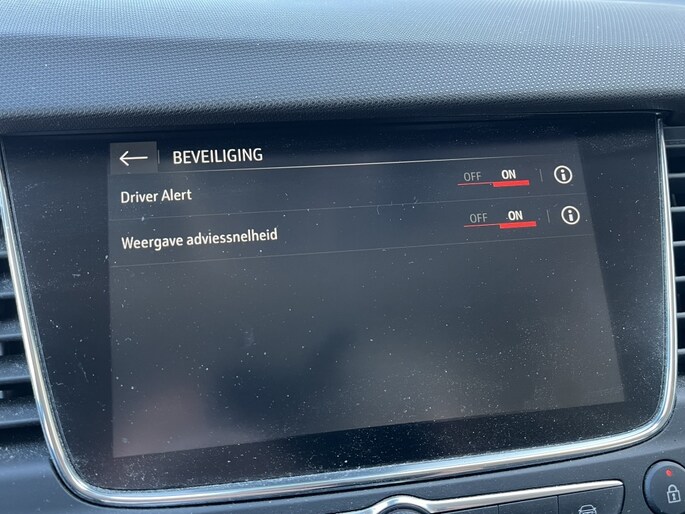 BEVEILIGING
Driver Alert OFF ON
Weergave adviessnelheid OFF ON